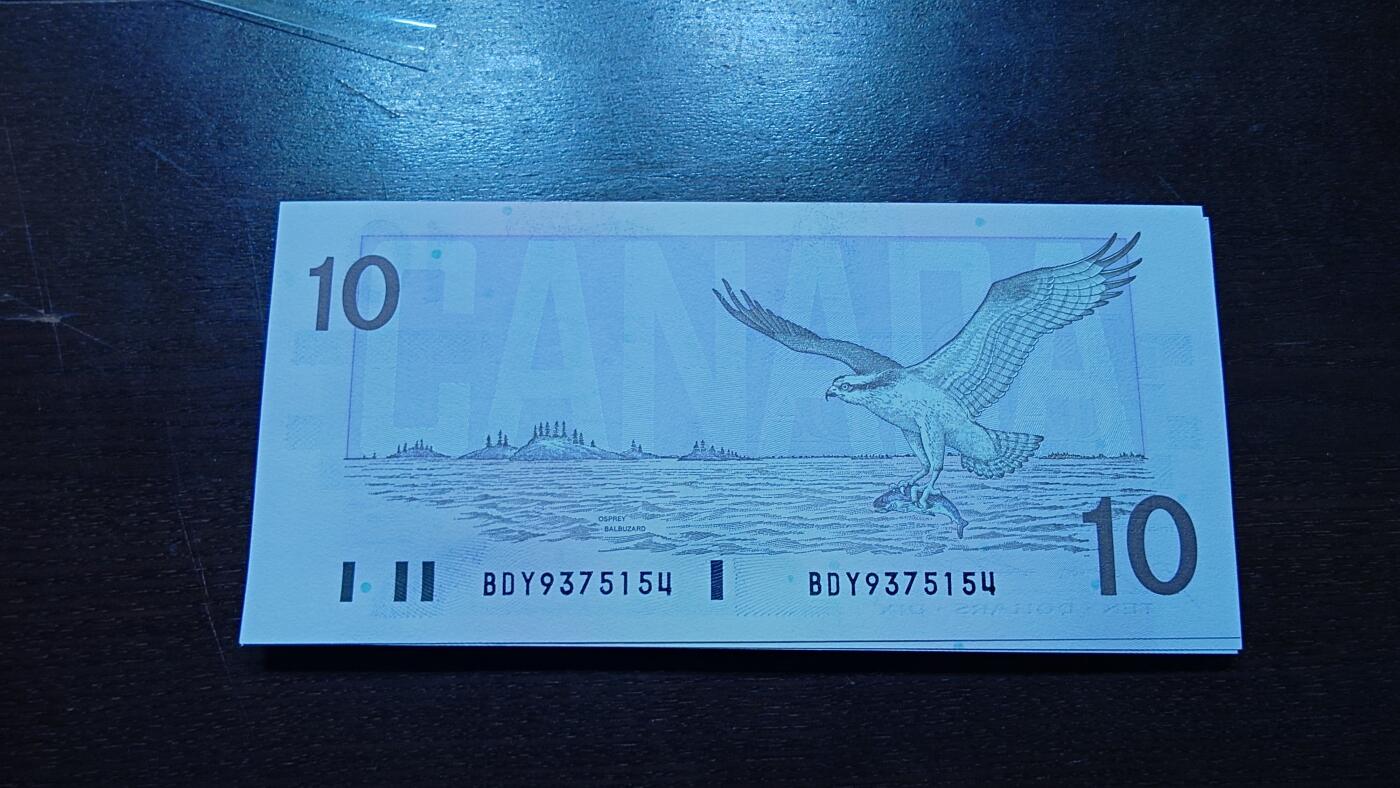 10
CANADA
OSPREY
BALBUZARD
10
BDY9375154 BDY9375154
TEN • DOLLARS • DIX